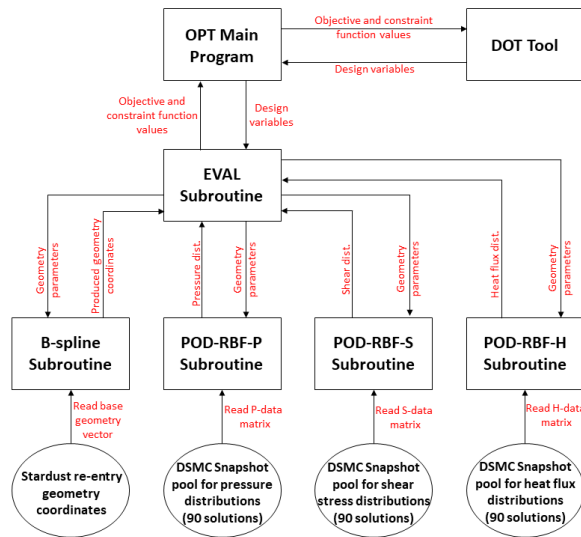 Objective and constraint
function values
OPT Main
Program
DOT Tool
Design variables
Objective and
constraint function
values
Design
variables
EVAL
Subroutine
Geometry
parameters
Produced geometry
coordinates
Pressure dist.
Geometry
parameters
Shear dist.
Geometry
parameters
Heat flux dist.
Geometry
parameters
B-spline
Subroutine
POD-RBF-P
Subroutine
POD-RBF-S
Subroutine
POD-RBF-H
Subroutine
Read base
geometry
vector
Read P-data
matrix
Read S-data
matrix
Read H-data
matrix
Stardust re-entry
geometry
coordinates
DSMC Snapshot
pool for pressure
distributions
(90 solutions)
DSMC Snapshot
pool for shear
stress distributions
(90 solutions)
DSMC Snapshot
pool for heat flux
distributions
(90 solutions)